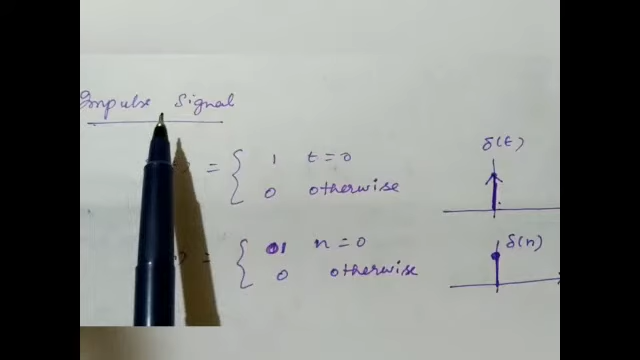 Impulse Signal
δ(t)
= { 1 t = 0
0 otherwise
δ(n)
= { 1 n = 0
0 otherwise